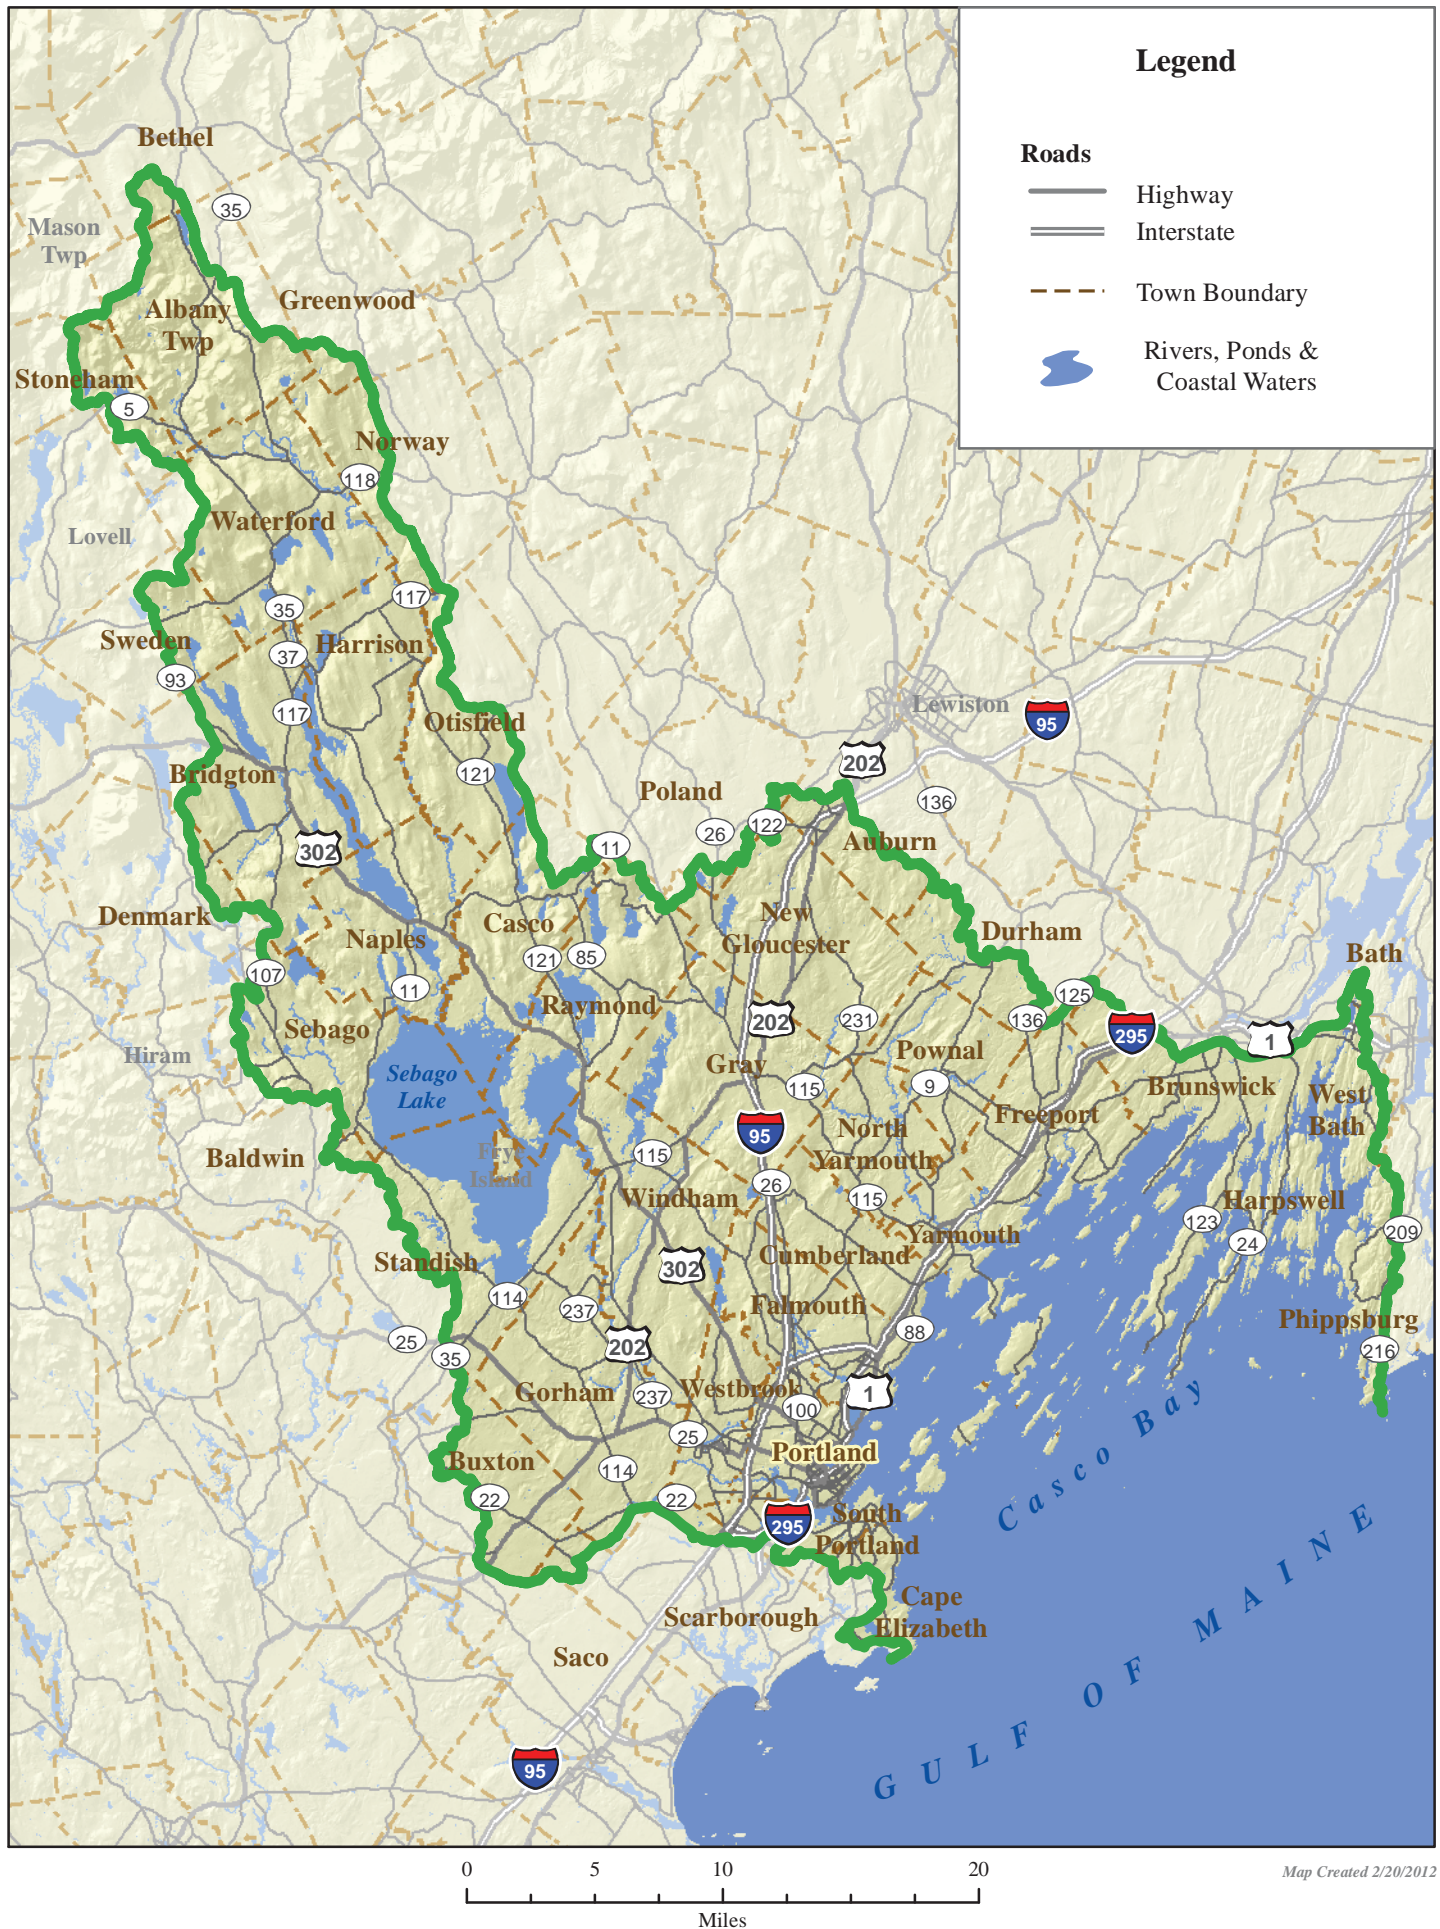 Legend
Roads
Highway
Interstate
Town Boundary
Rivers, Ponds &
Coastal Waters
Bethel
35
Mason
Twp
Greenwood
Albany
Twp
Stoneham
5
Norway
118
Waterford
Lovell
117
35
Sweden
Harrison
37
93
117
Otisfield
Lewiston
95
121
Bridgton
202
Poland
136
122
26
Auburn
11
302
Denmark
Casco
New
Gloucester
Durham
Naples
Bath
121
85
107
11
125
Raymond
Sebago
202
231
136
295
1
Hiram
Gray
Pownal
Sebago
Lake
115
9
Brunswick
West
Bath
Freeport
95
North
Yarmouth
Baldwin
Frye
Island
115
26
115
Windham
Harpswell
123
24
209
Yarmouth
Cumberland
Standish
302
114
237
Falmouth
Phippsburg
88
25
35
202
216
Gorham
237
Westbrook
1
100
Casco Bay
25
Portland
Buxton
114
22
22
295
South
Portland
Cape
Elizabeth
Scarborough
Saco
GULF OF MAINE
95
0 5 10 20
Miles
Map Created 2/20/2012